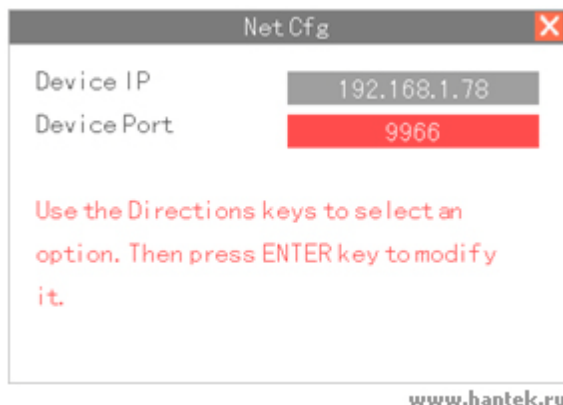 Net Cfg
Device IP 192.168.1.78
Device Port 9966
Use the Directions keys to select an
option. Then press ENTER key to modify
it.
www.hantek.ru